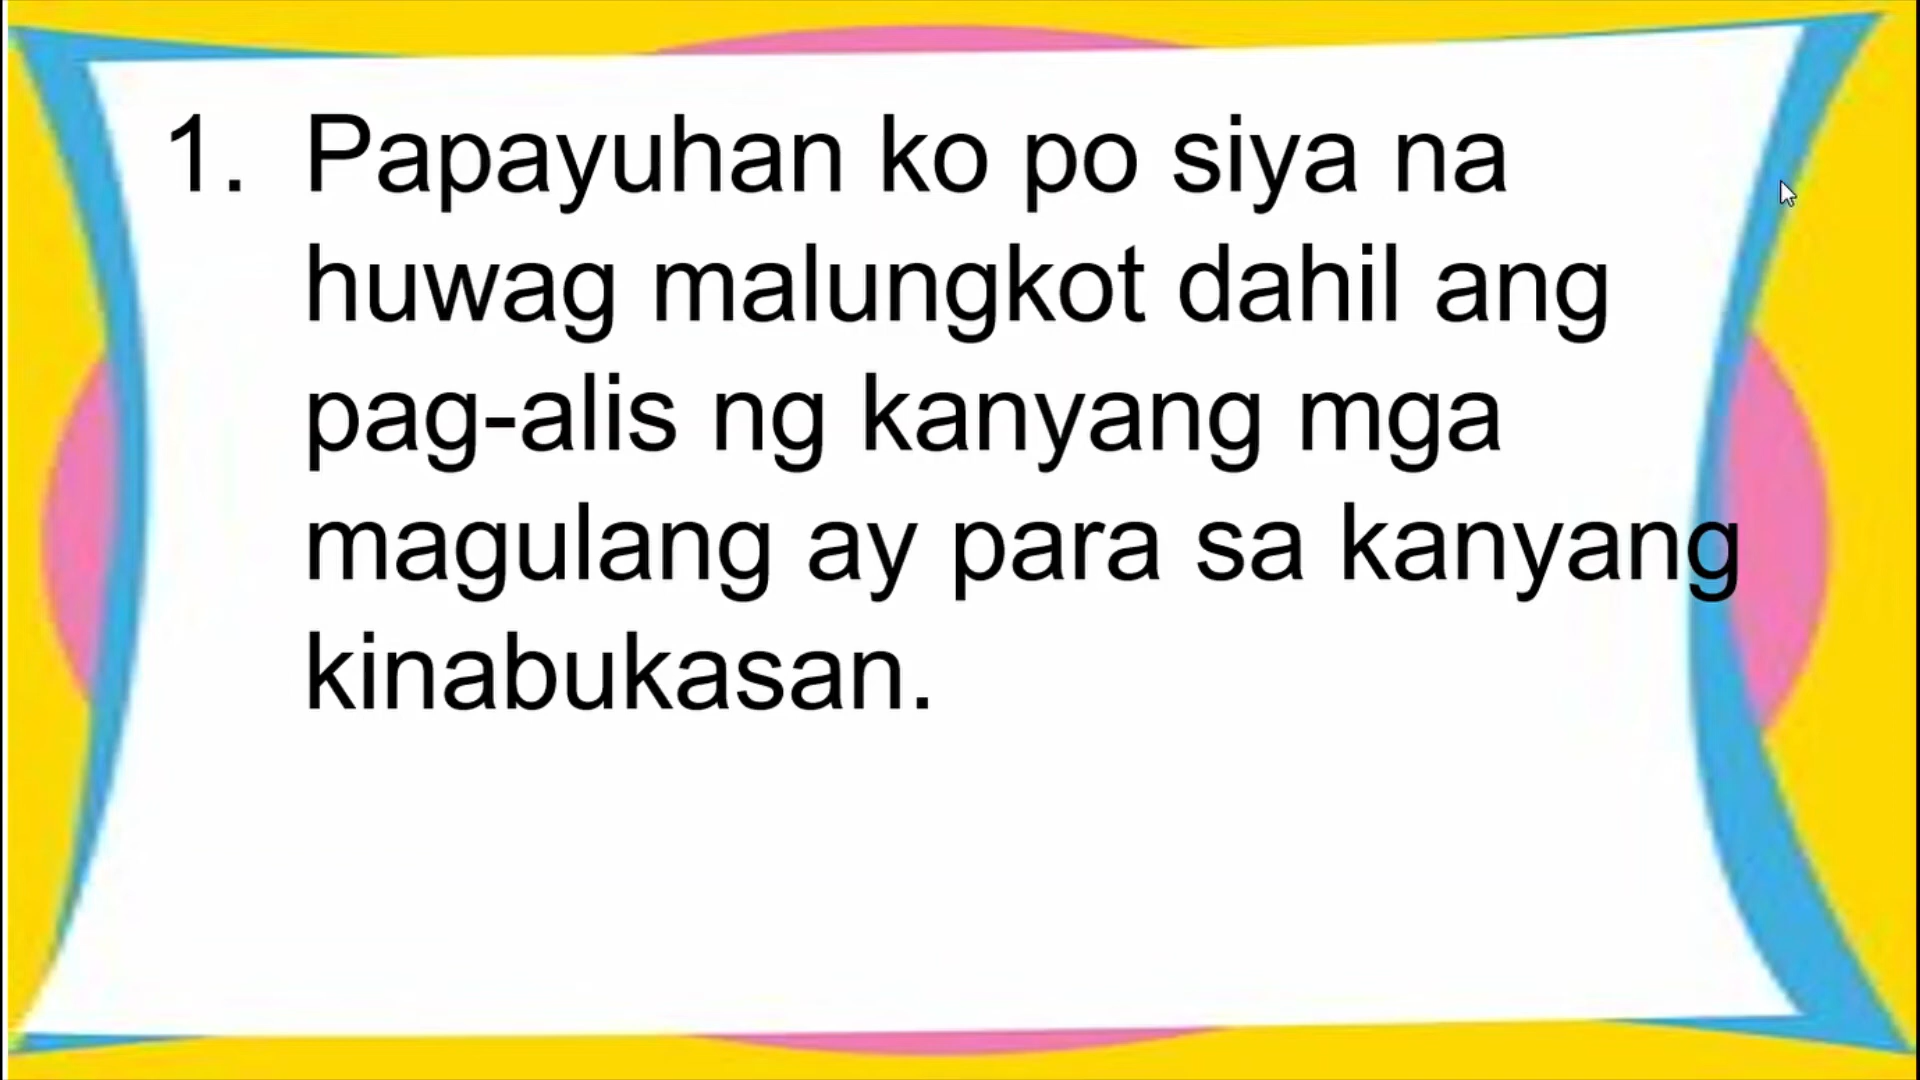 1. Papayuhan ko po siya na
huwag malungkot dahil ang
pag-alis ng kanyang mga
magulang ay para sa kanyang
kinabukasan.